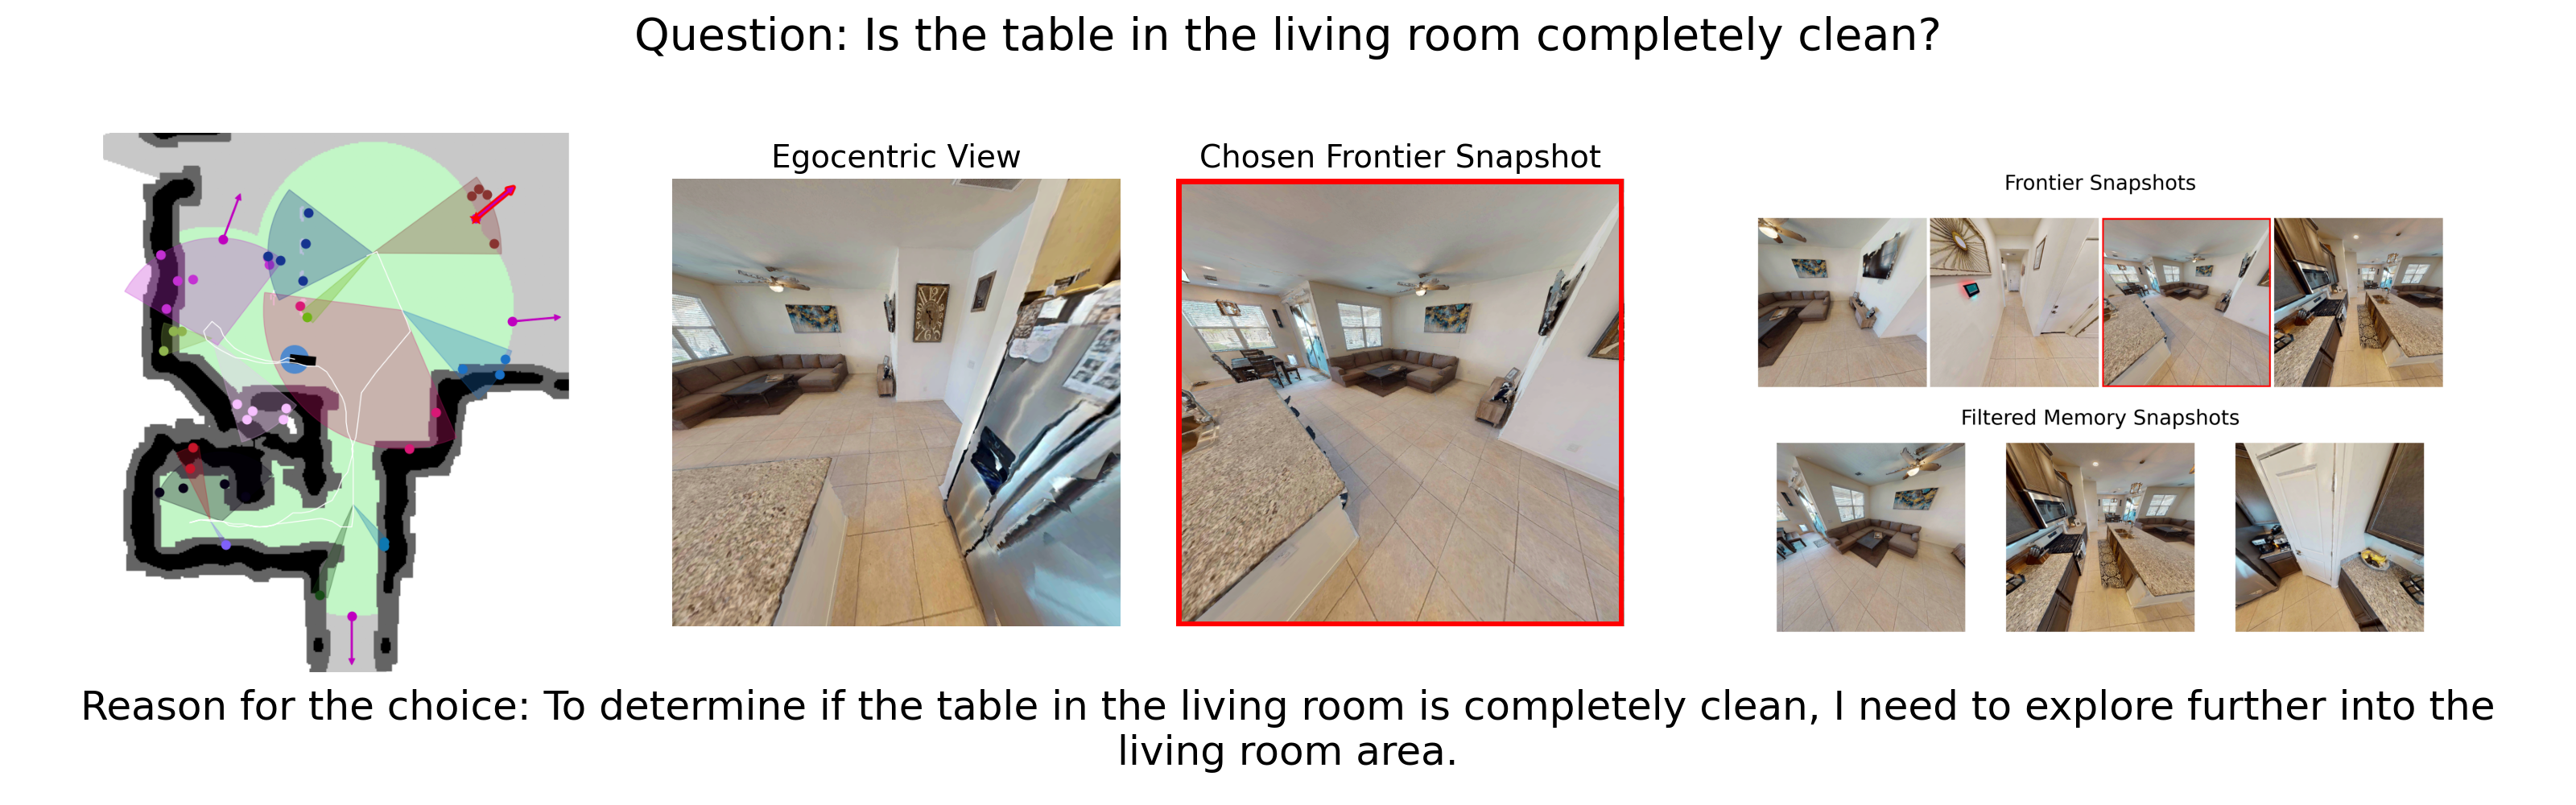 Question: Is the table in the living room completely clean?
Egocentric View
Chosen Frontier Snapshot
Frontier Snapshots
Filtered Memory Snapshots
Reason for the choice: To determine if the table in the living room is completely clean, I need to explore further into the
living room area.